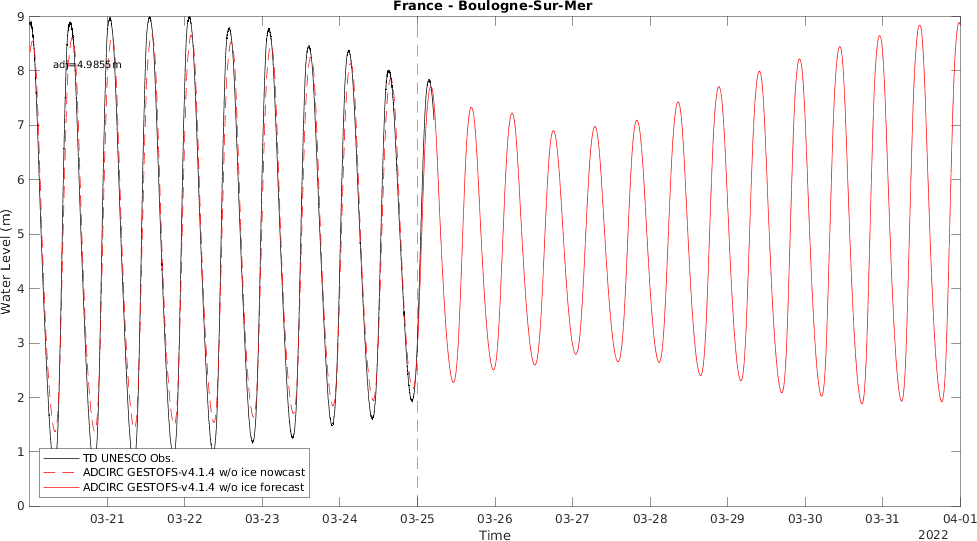 France - Boulogne-Sur-Mer
9
8
7
6
5
4
3
2
1
0
Water Level (m)
adj=4.9855m
TD UNESCO Obs.
ADCIRC GESTOFS-v4.1.4 w/o ice nowcast
ADCIRC GESTOFS-v4.1.4 w/o ice forecast
03-21 03-22 03-23 03-24 03-25 03-26 03-27 03-28 03-29 03-30 03-31 04-01
Time
2022